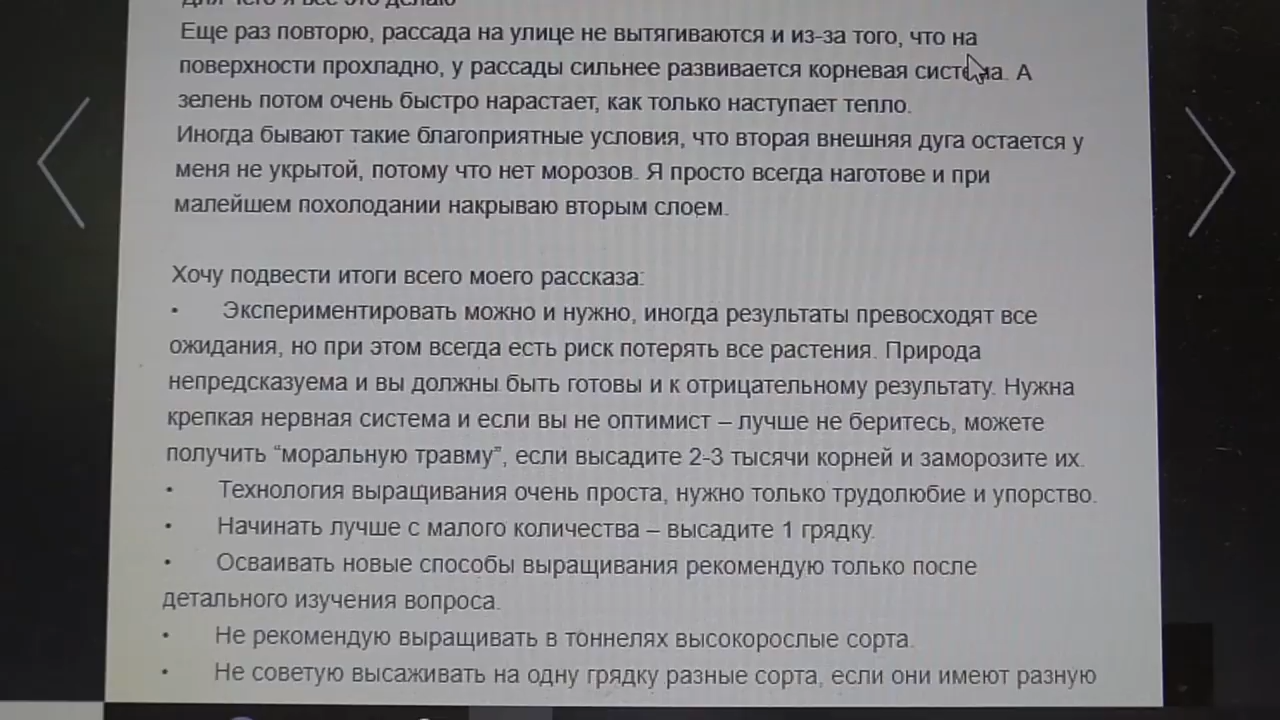 для чего я все это делаю
Еще раз повторю, рассада на улице не вытягиваются и из-за того, что на
поверхности прохладно, у рассады сильнее развивается корневая система. А
зелень потом очень быстро нарастает, как только наступает тепло.
Иногда бывают такие благоприятные условия, что вторая внешняя дуга остается у
меня не укрытой, потому что нет морозов. Я просто всегда наготове и при
малейшем похолодании накрываю вторым слоем.
Хочу подвести итоги всего моего рассказа:
• Экспериментировать можно и нужно, иногда результаты превосходят все
ожидания, но при этом всегда есть риск потерять все растения. Природа
непредсказуема и вы должны быть готовы и к отрицательному результату. Нужна
крепкая нервная система и если вы не оптимист – лучше не беритесь, можете
получить “моральную травму”, если высадите 2-3 тысячи корней и заморозите их.
• Технология выращивания очень проста, нужно только трудолюбие и упорство.
• Начинать лучше с малого количества – высадите 1 грядку.
• Осваивать новые способы выращивания рекомендую только после
детального изучения вопроса.
• Не рекомендую выращивать в тоннелях высокорослые сорта.
• Не советую высаживать на одну грядку разные сорта, если они имеют разную